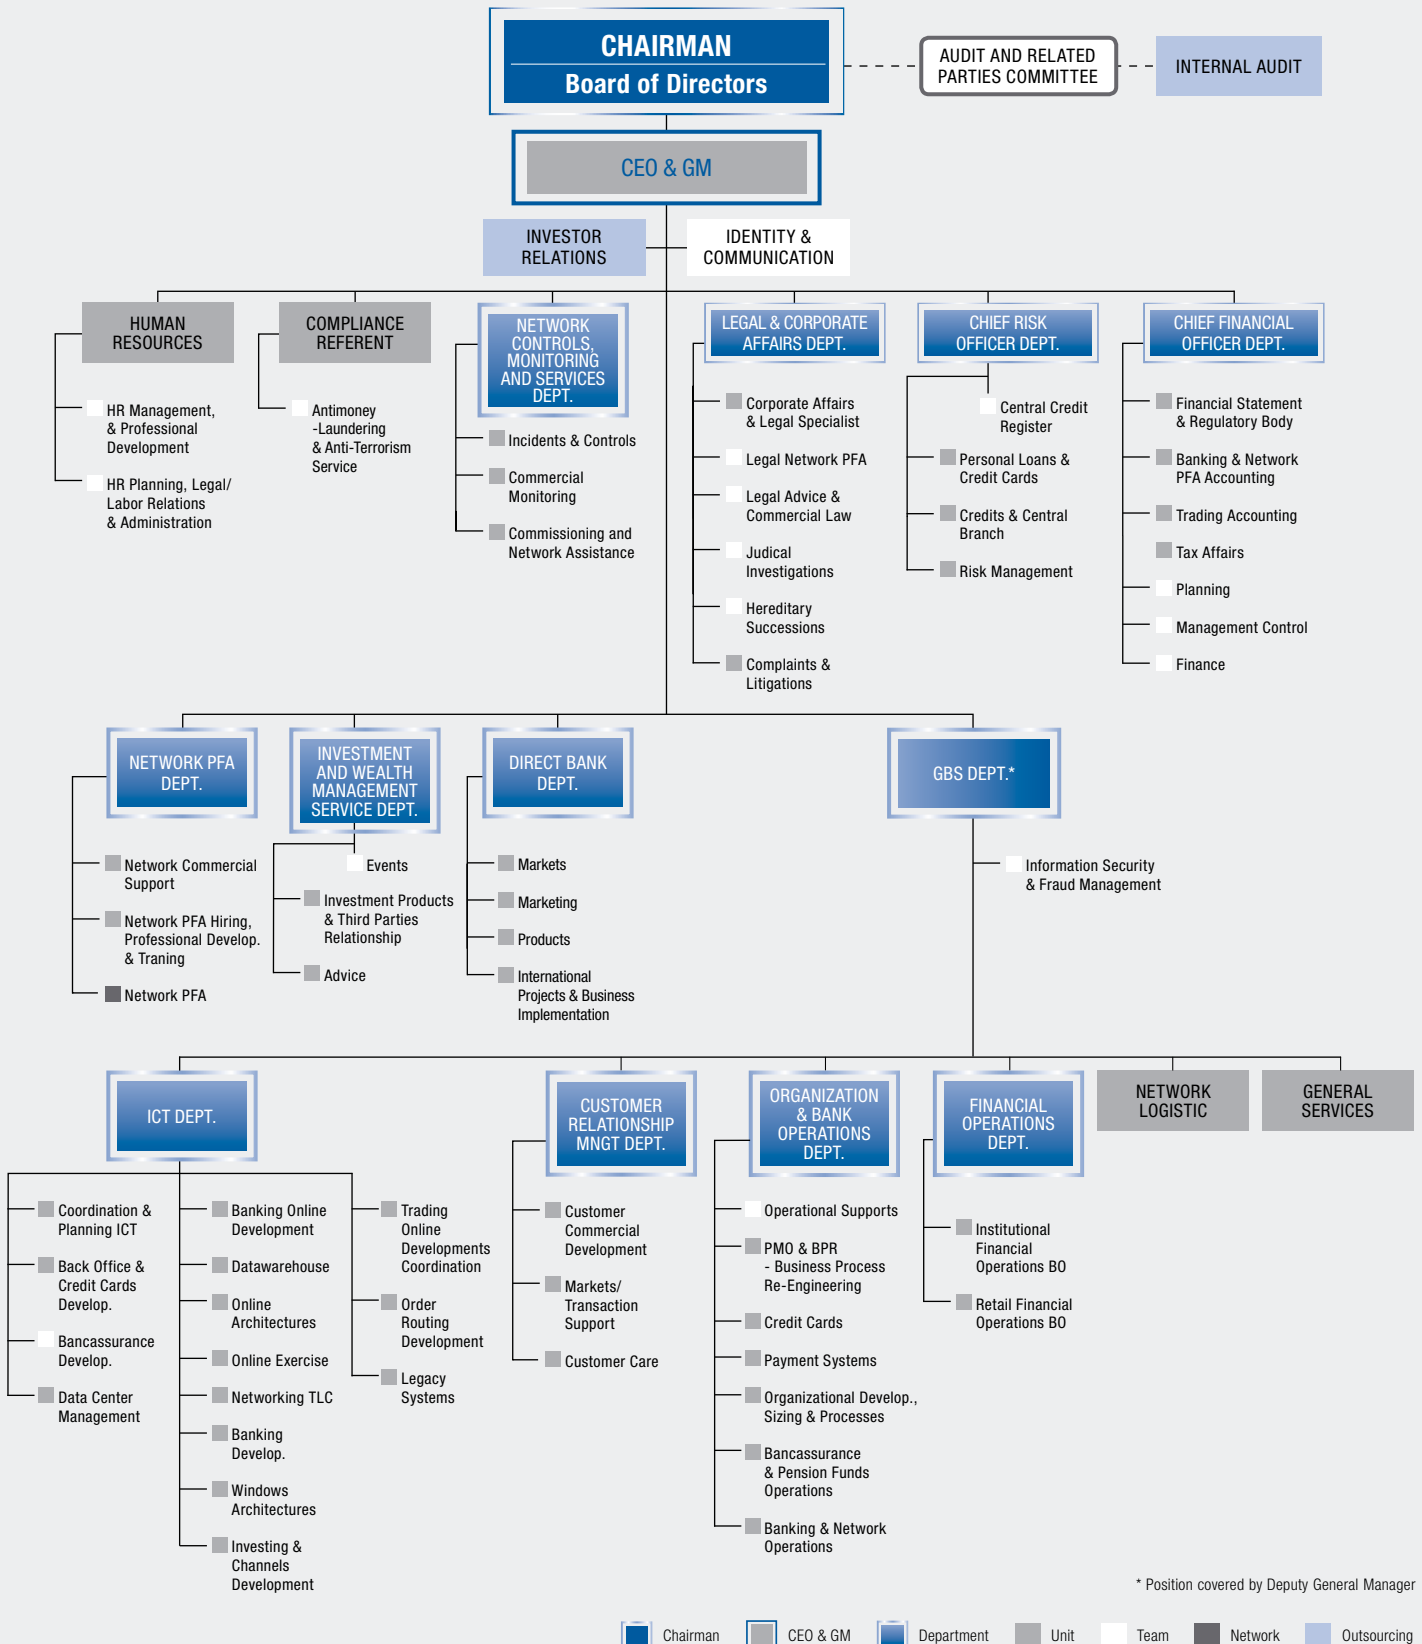 CHAIRMAN
Board of Directors
AUDIT AND RELATED
PARTIES COMMITTEE
INTERNAL AUDIT
CEO & GM
INVESTOR
RELATIONS
IDENTITY &
COMMUNICATION
HUMAN
RESOURCES
HR Management,
& Professional
Development
HR Planning, Legal/
Labor Relations
& Administration
COMPLIANCE
REFERENT
Antimoney
-Laundering
& Anti-Terrorism
Service
NETWORK
CONTROLS,
MONITORING
AND SERVICES
DEPT.
Incidents & Controls
Commercial
Monitoring
Commissioning and
Network Assistance
LEGAL & CORPORATE
AFFAIRS DEPT.
Corporate Affairs
& Legal Specialist
Legal Network PFA
Legal Advice &
Commercial Law
Judical
Investigations
Hereditary
Successions
Complaints &
Litigations
CHIEF RISK
OFFICER DEPT.
Central Credit
Register
Personal Loans &
Credit Cards
Credits & Central
Branch
Risk Management
CHIEF FINANCIAL
OFFICER DEPT.
Financial Statement
& Regulatory Body
Banking & Network
PFA Accounting
Trading Accounting
Tax Affairs
Planning
Management Control
Finance
NETWORK PFA
DEPT.
Network Commercial
Support
Network PFA Hiring,
Professional Develop.
& Traning
Network PFA
INVESTMENT
AND WEALTH
MANAGEMENT
SERVICE DEPT.
Events
Investment Products
& Third Parties
Relationship
Advice
DIRECT BANK
DEPT.
Markets
Marketing
Products
International
Projects & Business
Implementation
GBS DEPT.*
Information Security
& Fraud Management
ICT DEPT.
Coordination &
Planning ICT
Back Office &
Credit Cards
Develop.
Bancassurance
Develop.
Data Center
Management
Banking Online
Development
Datawarehouse
Online
Architectures
Online Exercise
Networking TLC
Banking
Develop.
Windows
Architectures
Investing &
Channels
Development
Trading
Online
Developments
Coordination
Order
Routing
Development
Legacy
Systems
CUSTOMER
RELATIONSHIP
MNGT DEPT.
Customer
Commercial
Development
Markets/
Transaction
Support
Customer Care
ORGANIZATION
& BANK
OPERATIONS
DEPT.
Operational Supports
PMO & BPR
- Business Process
Re-Engineering
Credit Cards
Payment Systems
Organizational Develop.,
Sizing & Processes
Bancassurance
& Pension Funds
Operations
Banking & Network
Operations
FINANCIAL
OPERATIONS
DEPT.
Institutional
Financial
Operations BO
Retail Financial
Operations BO
NETWORK
LOGISTIC
GENERAL
SERVICES
* Position covered by Deputy General Manager
Chairman
CEO & GM
Department
Unit
Team
Network
Outsourcing